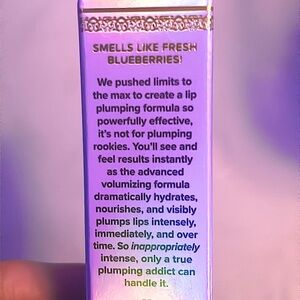 SMELLS LIKE FRESH
BLUEBERRIES!
We pushed limits to
the max to create a lip
plumping formula so
powerfully effective,
it's not for plumping
rookies. You'll see and
feel results instantly
as the advanced
volumizing formula
dramatically hydrates,
nourishes, and visibly
plumps lips intensely,
immediately, and over
time. So inappropriately
intense, only a true
plumping addict can
handle it.